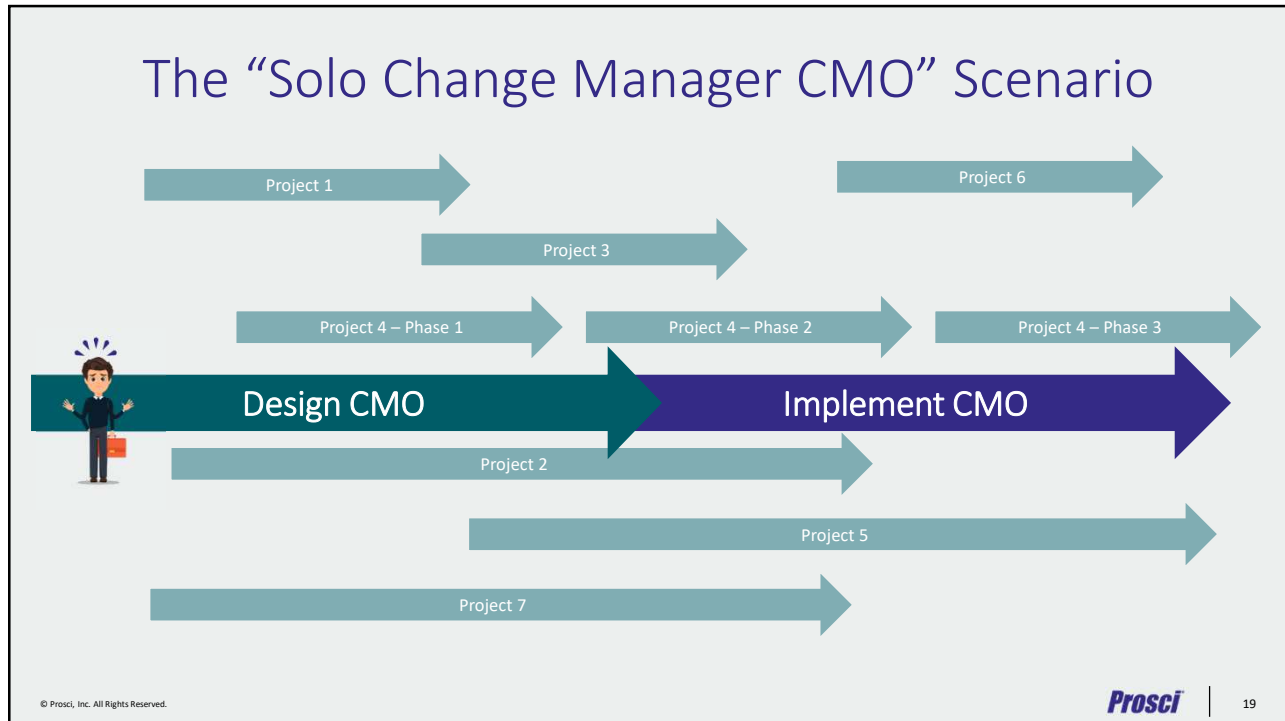 The “Solo Change Manager CMO” Scenario
Project 1
Project 6
Project 3
Project 4 – Phase 1
Project 4 – Phase 2
Project 4 – Phase 3
Design CMO
Implement CMO
Project 2
Project 5
Project 7
© Prosci, Inc. All Rights Reserved.
Prosci
19